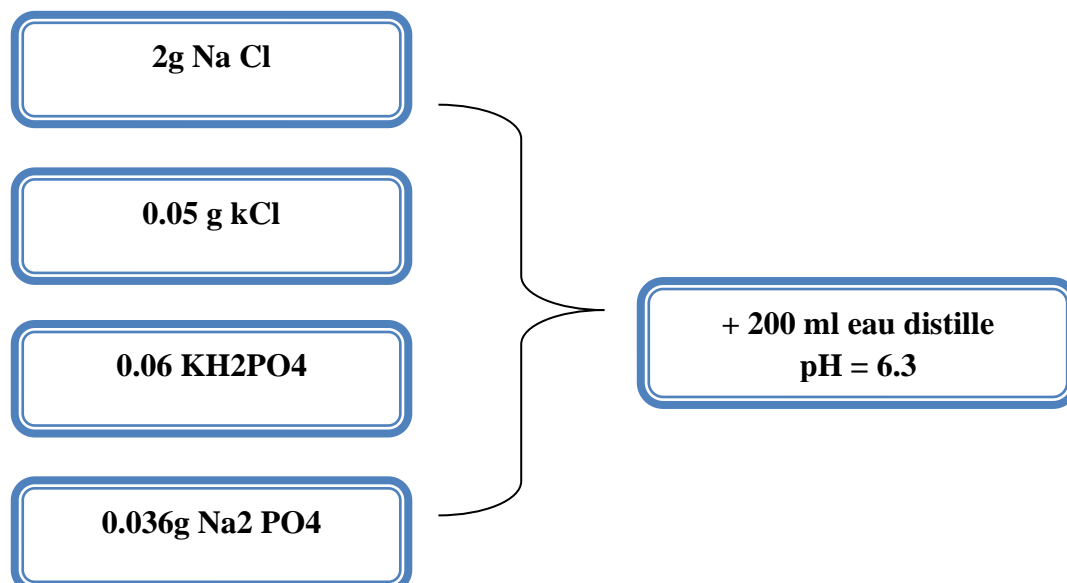 2g Na Cl
0.05 g kCl
0.06 KH2PO4
0.036g Na2 PO4
+ 200 ml eau distille
pH = 6.3